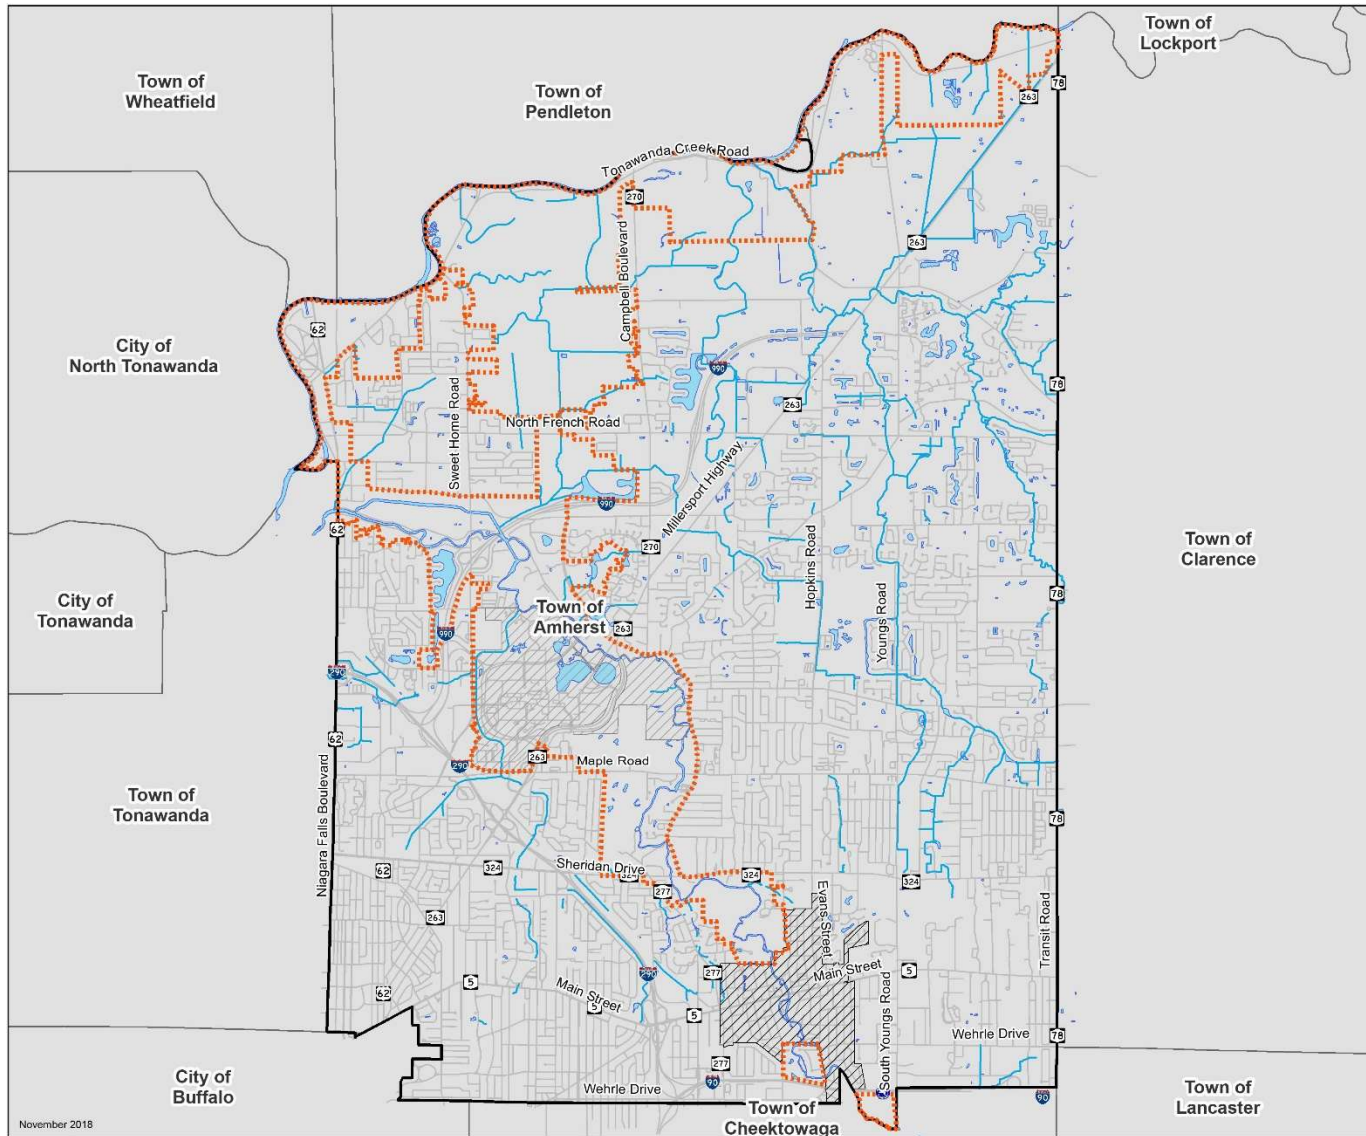 Town of
Lockport
Town of
Wheatfield
Town of
Pendleton
78
263
Tonawanda Creek Road
270
263
Campbell Boulevard
62
City of
North Tonawanda
990
78
Sweet Home Road
263
North French Road
Millersport Highway
990
62
270
Hopkins Road
Town of
Clarence
City of
Tonawanda
78
Town of
Amherst
263
990
Youngs Road
290
62
263
Maple Road
290
Niagara Falls Boulevard
Town of
Tonawanda
78
Sheridan Drive
62
324
324
277
324
324
Evans Street
263
Transit Road
277
290
Main Street
5
62
5
Main Street
5
5
South Youngs Road
Wehrle Drive
78
277
City of
Buffalo
Wehrle Drive
90
90
Town of
Cheektowaga
Town of
Lancaster
November 2018